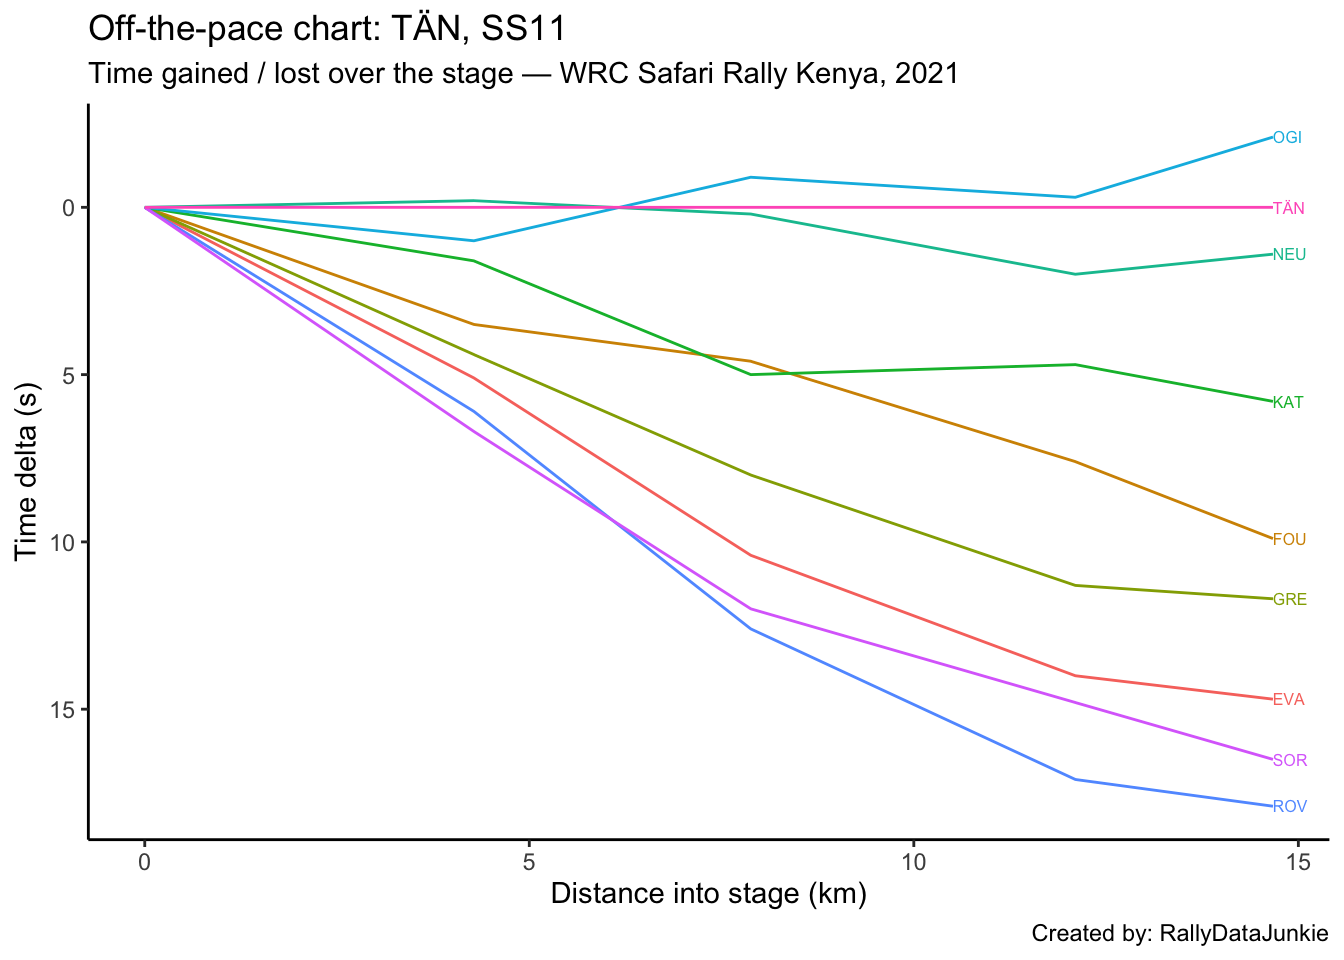 Off-the-pace chart: TÄN, SS11
Time gained / lost over the stage — WRC Safari Rally Kenya, 2021
OGI
0
TÄN
NEU
5
KAT
Time delta (s)
10
FOU
GRE
15
EVA
SOR
ROV
0 5 10 15
Distance into stage (km)
Created by: RallyDataJunkie